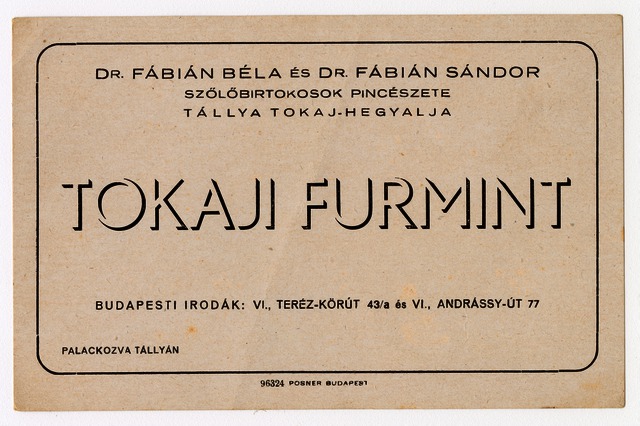 DR. FÁBIÁN BÉLA ÉS DR. FÁBIÁN SÁNDOR
SZŐLŐBIRTOKOSOK PINCÉSZETE
TÁLLYA TOKAJ-HEGYALJA
TOKAJI FURMINT
BUDAPESTI IRODÁK: VI., TERÉZ-KÖRÚT 43/a és VI., ANDRÁSSY-ÚT 77
PALACKOZVA TÁLLYÁN
96324 POSNER BUDAPEST